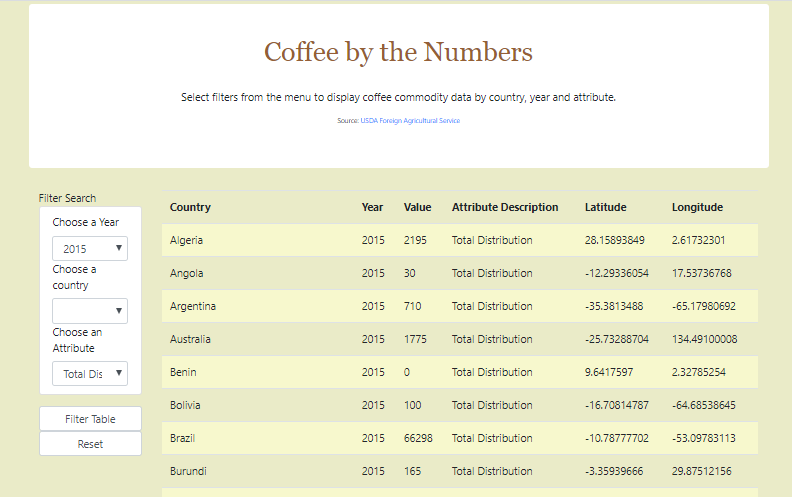 Coffee by the Numbers
Select filters from the menu to display coffee commodity data by country, year and attribute.
Source: USDA Foreign Agricultural Service
Filter Search
Choose a Year
2015
Choose a
country
Choose an
Attribute
Total Dis
Filter Table
Reset
Country Year Value Attribute Description Latitude Longitude
Algeria 2015 2195 Total Distribution 28.15893849 2.61732301
Angola 2015 30 Total Distribution -12.29336054 17.53736768
Argentina 2015 710 Total Distribution -35.3813488 -65.17980692
Australia 2015 1775 Total Distribution -25.73288704 134.49100008
Benin 2015 0 Total Distribution 9.6417597 2.32785254
Bolivia 2015 100 Total Distribution -16.70814787 -64.68538645
Brazil 2015 66298 Total Distribution -10.78777702 -53.09783113
Burundi 2015 165 Total Distribution -3.35939666 29.87512156